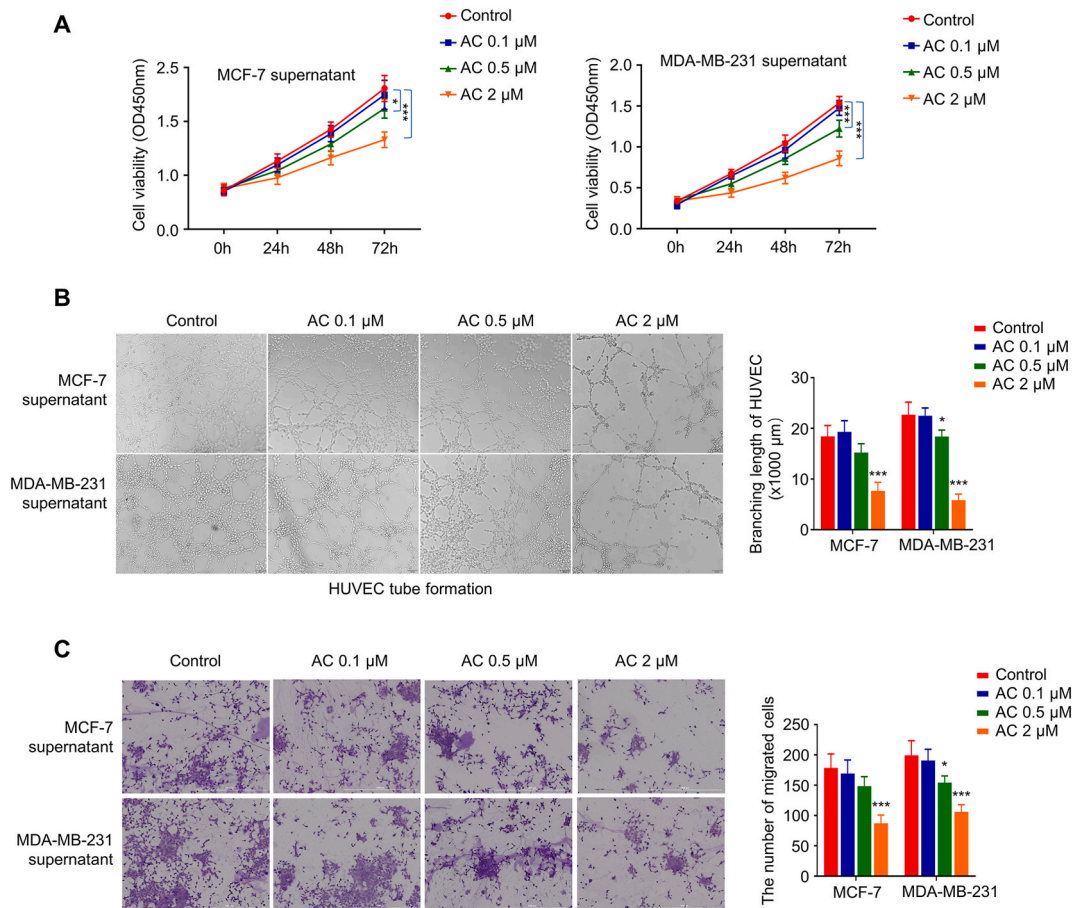 A
Control
AC 0.1 µM
AC 0.5 µM
AC 2 µM
MCF-7 supernatant
Cell viability (OD450nm)
2.5
1.5
1.0
0.0
0h 24h 48h 72h
*
***
Control
AC 0.1 µM
AC 0.5 µM
AC 2 µM
MDA-MB-231 supernatant
Cell viability (OD450nm)
2.0
1.5
1.0
0.5
0.0
0h 24h 48h 72h
***
***
B
Control AC 0.1 µM AC 0.5 µM AC 2 µM
MCF-7
supernatant
MDA-MB-231
supernatant
HUVEC tube formation
Control
AC 0.1 µM
AC 0.5 µM
AC 2 µM
Branching length of HUVEC
(x1000 µm)
30
20
10
0
***
*
***
MCF-7 MDA-MB-231
C
Control AC 0.1 µM AC 0.5 µM AC 2 µM
MCF-7
supernatant
MDA-MB-231
supernatant
Control
AC 0.1 µM
AC 0.5 µM
AC 2 µM
The number of migrated cells
250
200
150
100
50
0
***
*
***
MCF-7 MDA-MB-231